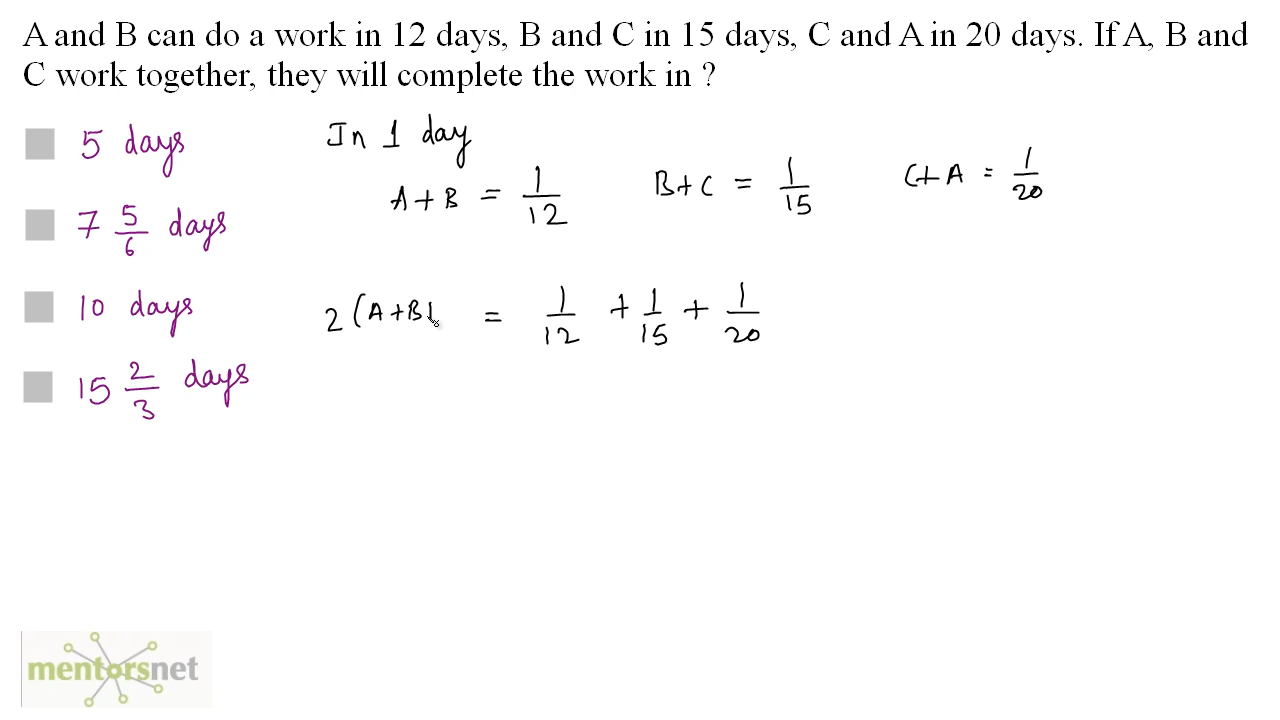 A and B can do a work in 12 days, B and C in 15 days, C and A in 20 days. If A, B and
C work together, they will complete the work in ?
5 days
7 5/6 days
10 days
15 2/3 days
In 1 day
A + B = 1/12 B + C = 1/15 C + A = 1/20
2 (A + B = 1/12 + 1/15 + 1/20
mentorsnet